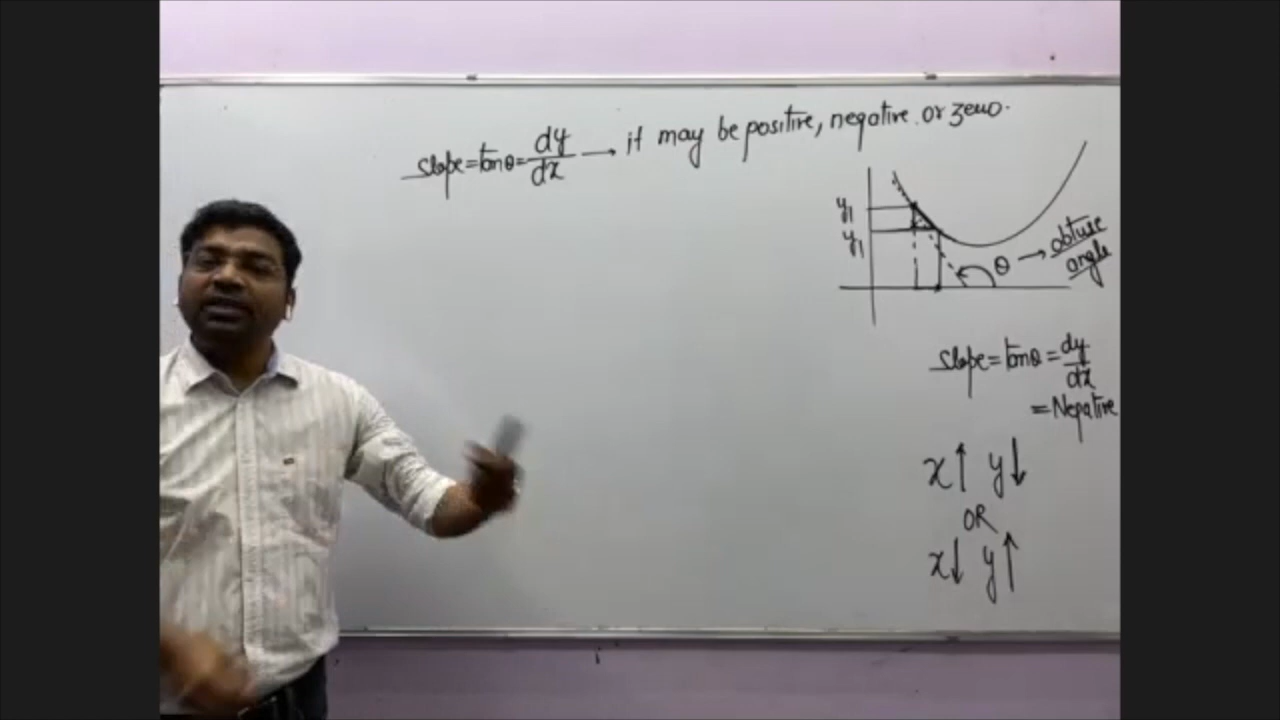 slope = tanθ = dy/dx → it may be positive, negative or zero.
y1
y1
θ → obtuse
angle
slope = tanθ = dy/dx
= Negative
x↑ y↓
OR
x↓ y↑